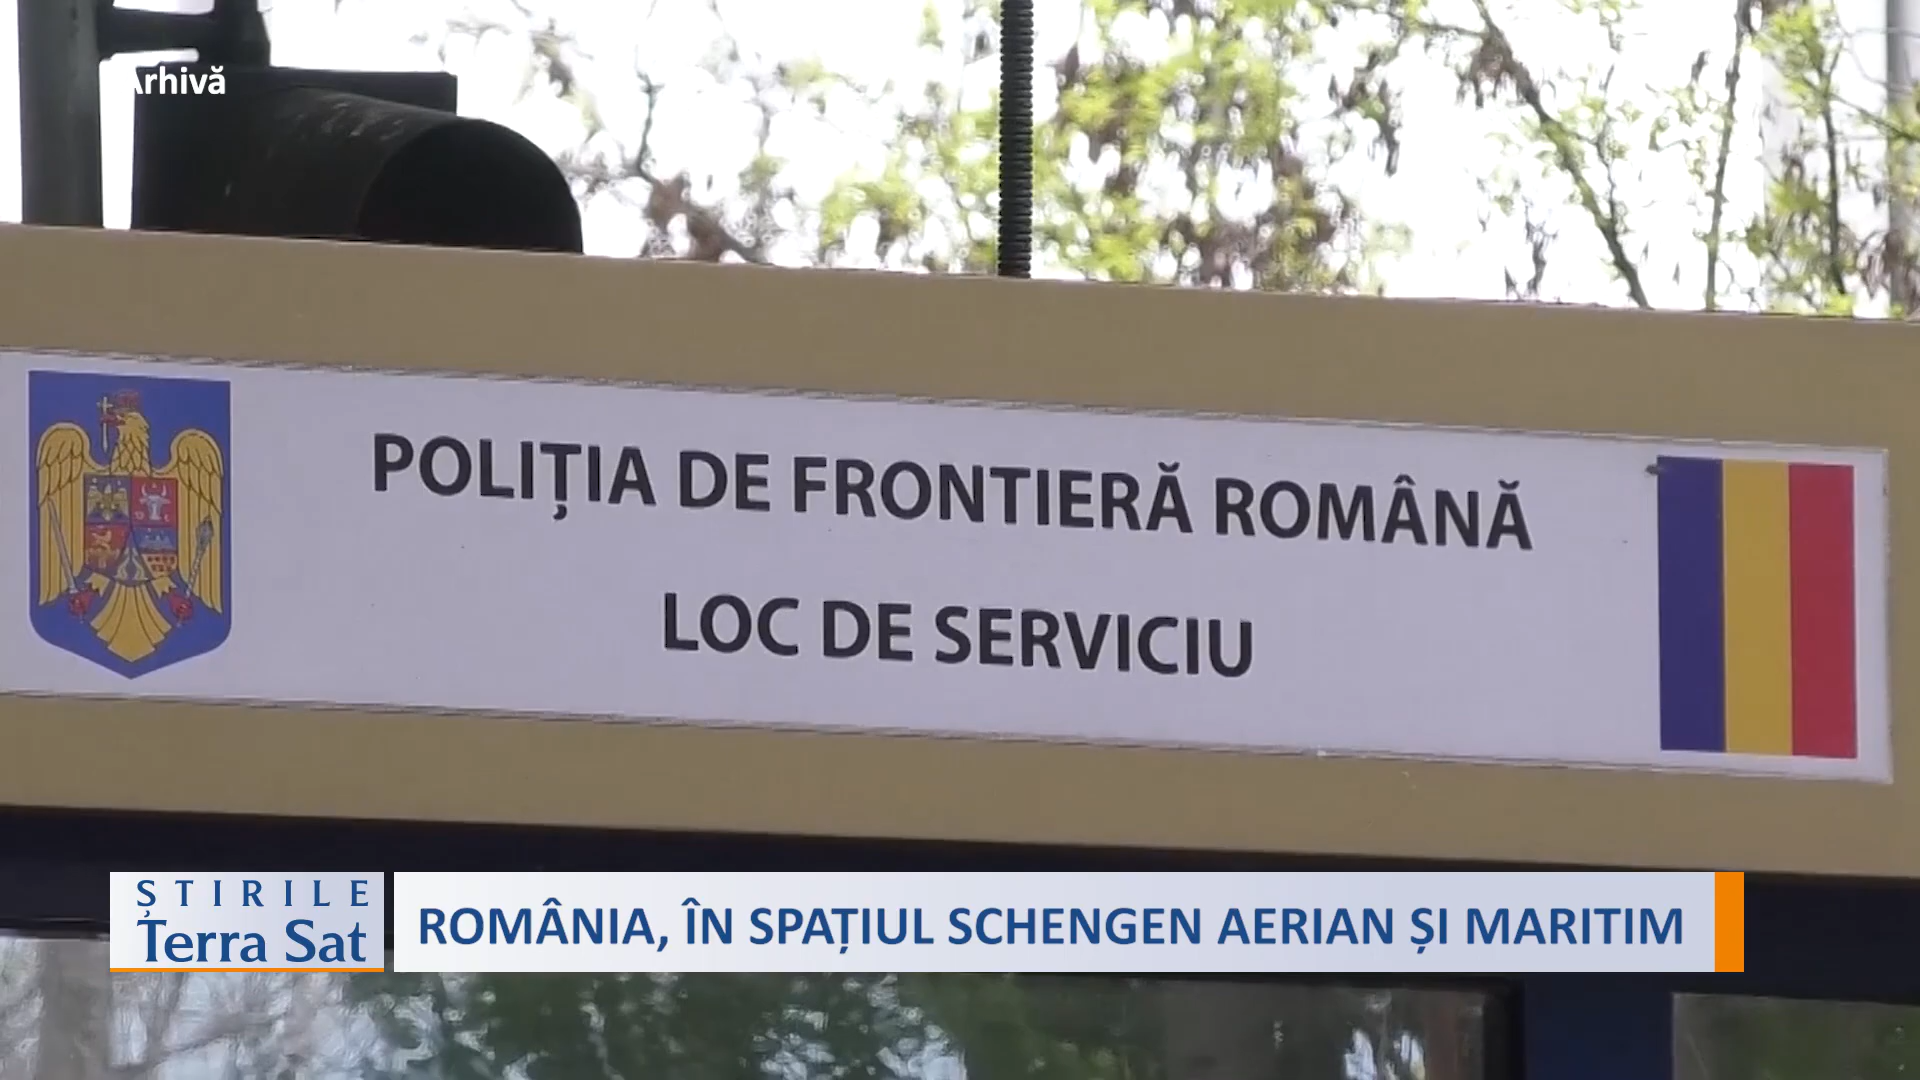 Arhivă
POLIȚIA DE FRONTIERĂ ROMÂNĂ
LOC DE SERVICIU
ȘTIRILE
Terra Sat
ROMÂNIA, ÎN SPAȚIUL SCHENGEN AERIAN ȘI MARITIM